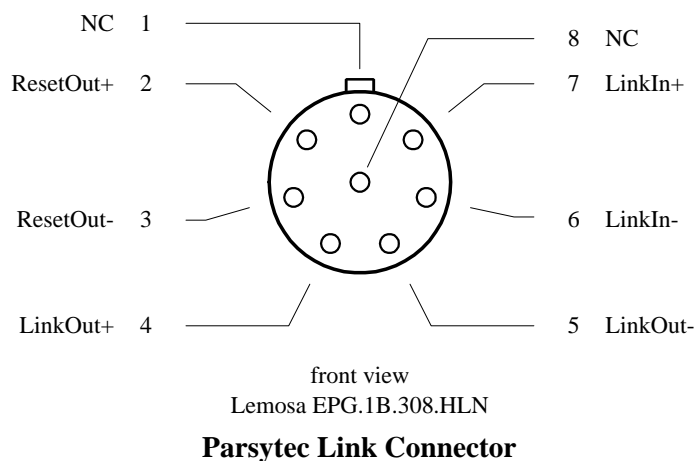 NC 1
8 NC
ResetOut+ 2
7 LinkIn+
ResetOut- 3
6 LinkIn-
LinkOut+ 4
5 LinkOut-
front view
Lemosa EPG.1B.308.HLN
Parsytec Link Connector